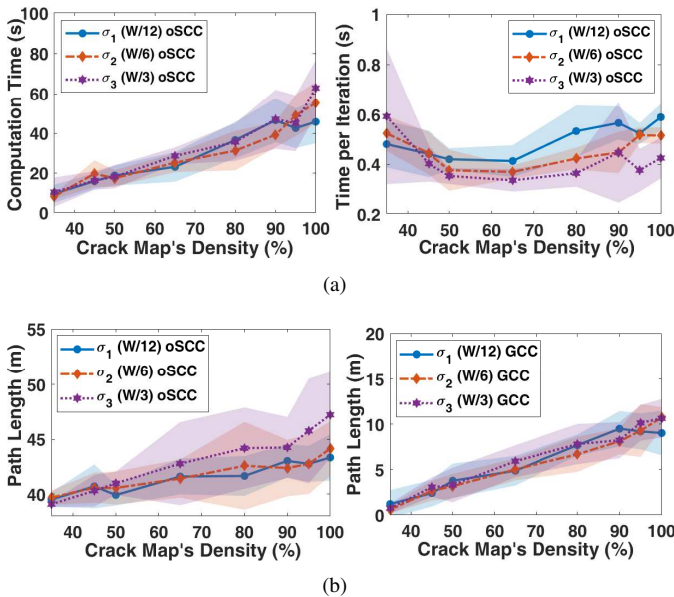 Computation Time (s)
100
80
60
40
20
0
σ1 (W/12) oSCC
σ2 (W/6) oSCC
σ3 (W/3) oSCC
40 50 60 70 80 90 100
Crack Map's Density (%)
Time per Iteration (s)
1
0.8
0.6
0.4
0.2
σ1 (W/12) oSCC
σ2 (W/6) oSCC
σ3 (W/3) oSCC
40 50 60 70 80 90 100
Crack Map's Density (%)
(a)
Path Length (m)
55
50
45
40
σ1 (W/12) oSCC
σ2 (W/6) oSCC
σ3 (W/3) oSCC
40 50 60 70 80 90 100
Crack Map's Density (%)
Path Length (m)
20
15
10
5
0
σ1 (W/12) GCC
σ2 (W/6) GCC
σ3 (W/3) GCC
40 50 60 70 80 90 100
Crack Map's Density (%)
(b)